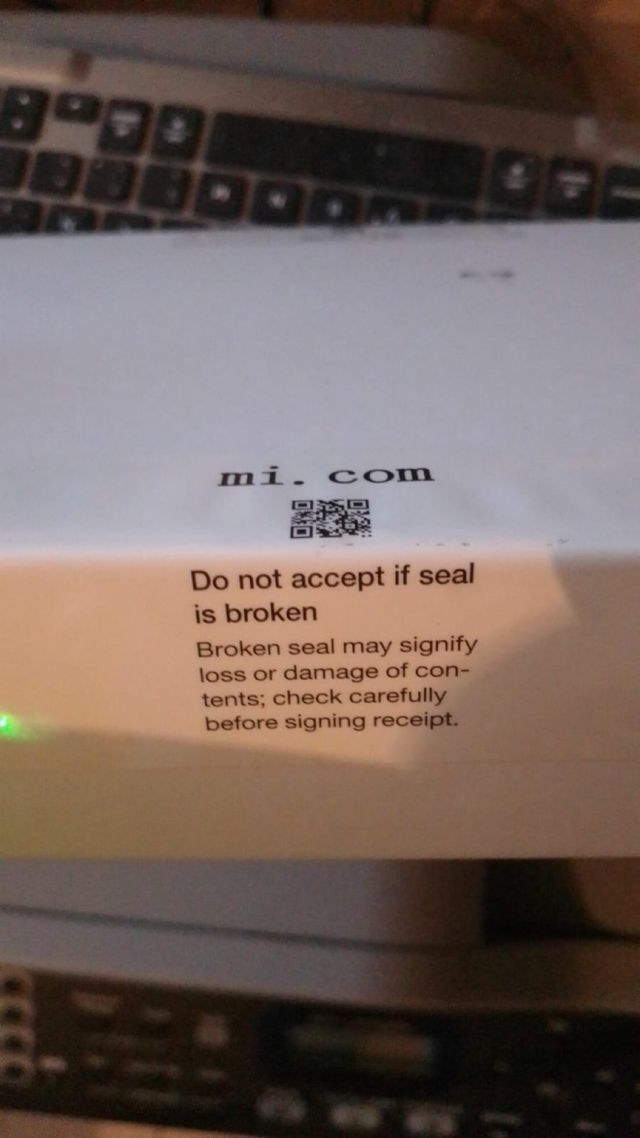 mi.com
Do not accept if seal
is broken
Broken seal may signify
loss or damage of con-
tents; check carefully
before signing receipt.